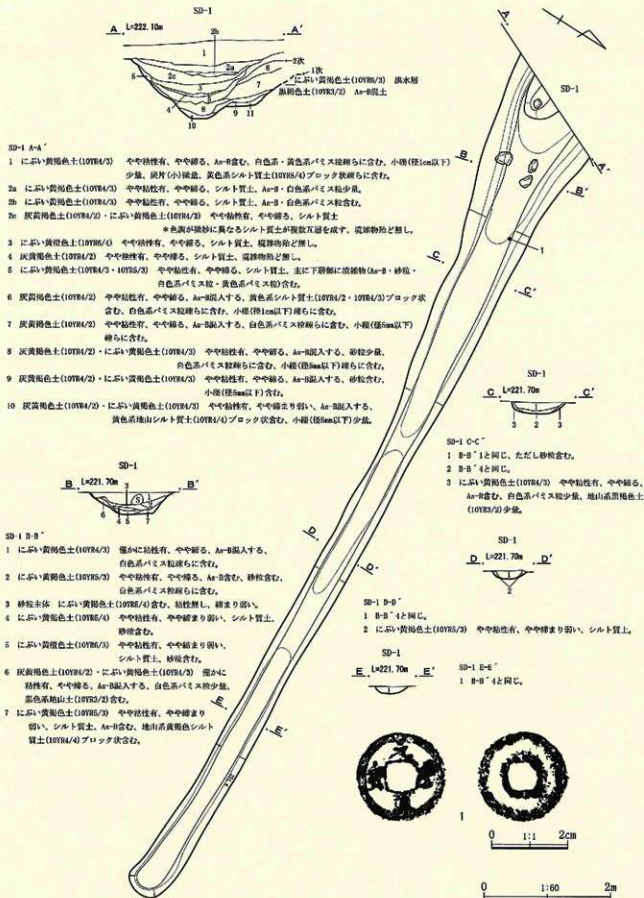 SD-1
A L=222.10m A´
2b
1
2次
1次
5 2c 2a 6
にぶい黄褐色土(10YR6/3) 洪水層
3 7
黒褐色土(10YR3/2) As-B混土
4 8 9 11
10
SD-1 A-A´
1 にぶい黄褐色土(10YR4/3) やや粘性有、やや締る、As-B含む、白色系・黄色系パミス粒疎らに含む、小礫(径1cm以下)
少量、炭片(小)微量、黄色系シルト質土(10YR5/4)ブロック状疎らに含む。
2a にぶい黄褐色土(10YR4/3) やや粘性有、やや締る、シルト質土、As-B・白色系パミス粒少量。
2b にぶい黄褐色土(10YR4/3) やや粘性有、やや締る、シルト質土、As-B・白色系パミス粒含む。
2c 灰黄褐色土(10YR4/2)・にぶい黄褐色土(10YR4/3) やや粘性有、やや締る、シルト質土
*色調が微妙に異なるシルト質土が複数互層を成す、混雑物殆ど無し。
3 にぶい黄橙色土(10YR6/4) やや粘性有、やや締る、シルト質土、混雑物殆ど無し。
4 灰黄褐色土(10YR4/2) やや粘性有、やや締る、シルト質土、混雑物殆ど無し。
5 にぶい黄褐色土(10YR4/3・10YR5/3) やや粘性有、やや締る、シルト質土、主に下層部に混雑物(As-B・砂粒・
白色系パミス粒・黄色系パミス粒)含む。
6 灰黄褐色土(10YR4/2) やや粘性有、やや締る、As-B混入する、黄色系シルト質土(10YR4/2・10YR4/3)ブロック状
含む、白色系パミス粒疎らに含む、小礫(径1cm以下)疎らに含む。
7 灰黄褐色土(10YR4/2) やや粘性有、やや締る、As-B混入する、白色系パミス粒疎らに含む、小礫(径5mm以下)
疎らに含む。
8 灰黄褐色土(10YR4/2)・にぶい黄褐色土(10YR4/3) やや粘性有、やや締る、As-B混入する、砂粒少量、
白色系パミス粒疎らに含む、小礫(径5mm以下)疎らに含む。
9 灰黄褐色土(10YR4/2)・にぶい黄褐色土(10YR4/3) やや粘性有、やや締る、As-B混入する、砂粒含む、
小礫(径5mm以下)含む。
10 灰黄褐色土(10YR4/2)・にぶい黄褐色土(10YR4/3) やや粘性有、やや締まり弱い、As-B混入する、
黄色系地山シルト質土(10YR4/4)ブロック状含む、小礫(径5mm以下)少量。
SD-1
B L=221.70m 3 B´
6 S 1 2
4 5 7
SD-1 B-B´
1 にぶい黄褐色土(10YR4/3) 僅かに粘性有、やや締る、As-B混入する、
白色系パミス粒疎らに含む。
2 にぶい黄褐色土(10YR5/3) やや粘性有、やや締る、As-B含む、砂粒含む、
白色系パミス粒疎らに含む。
3 砂粒主体 にぶい黄橙色土(10YR6/4)含む、粘性無し、締まり弱い。
4 にぶい黄褐色土(10YR5/4) やや粘性有、やや締まり弱い、シルト質土、
砂粒含む。
5 にぶい黄橙色土(10YR6/3) やや粘性有、やや締まり弱い、
シルト質土、砂粒含む。
6 灰黄褐色土(10YR4/2)・にぶい黄褐色土(10YR4/3) 僅かに
粘性有、やや締る、As-B混入する、白色系パミス粒少量、
黒色系地山土(10YR3/2)含む。
7 にぶい黄褐色土(10YR5/3) やや粘性有、やや締まり
弱い、シルト質土、As-B含む、地山系黄褐色シルト
質土(10YR4/4)ブロック状含む。
A
SD-1
A´
B
B´
1
C
C´
D
D´
E
E´
SD-1
C L=221.70m C´
3 2 3
SD-1 C-C´
1 B-B´1と同じ、ただし砂粒含む。
2 B-B´4と同じ。
3 にぶい黄褐色土(10YR4/3) やや粘性有、やや締る、
As-B含む、白色系パミス粒少量、地山系黒褐色土
(10YR3/2)少量。
SD-1
D L=221.70m D´
2
SD-1 D-D´
1 B-B´4と同じ。
2 にぶい黄褐色土(10YR5/3) やや粘性有、やや締まり弱い、シルト質土。
SD-1
E L=221.70m E´
SD-1 E-E´
1 B-B´4と同じ。
1
0 1:1 2cm
0 1:60 2m